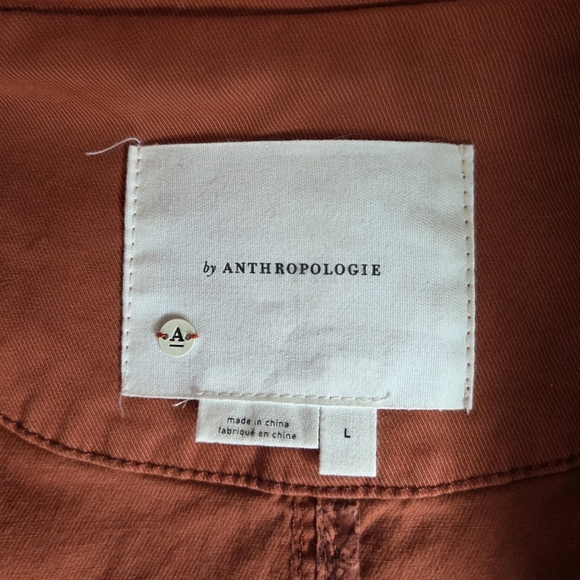 by ANTHROPOLOGIE
A
made in china
fabriqué en chine
L